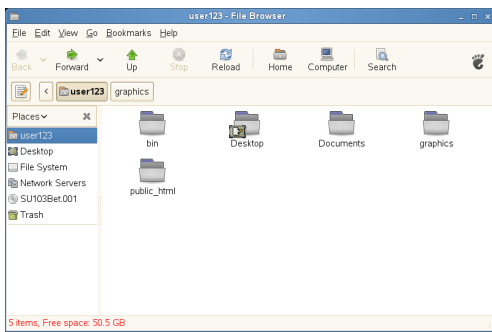 user123 - File Browser
File Edit View Go Bookmarks Help
Back Forward Up Stop Reload Home Computer Search
user123 graphics
Places
user123
Desktop
File System
Network Servers
SU103Bet.001
Trash
bin Desktop Documents graphics
public_html
5 items, Free space: 50.5 GB